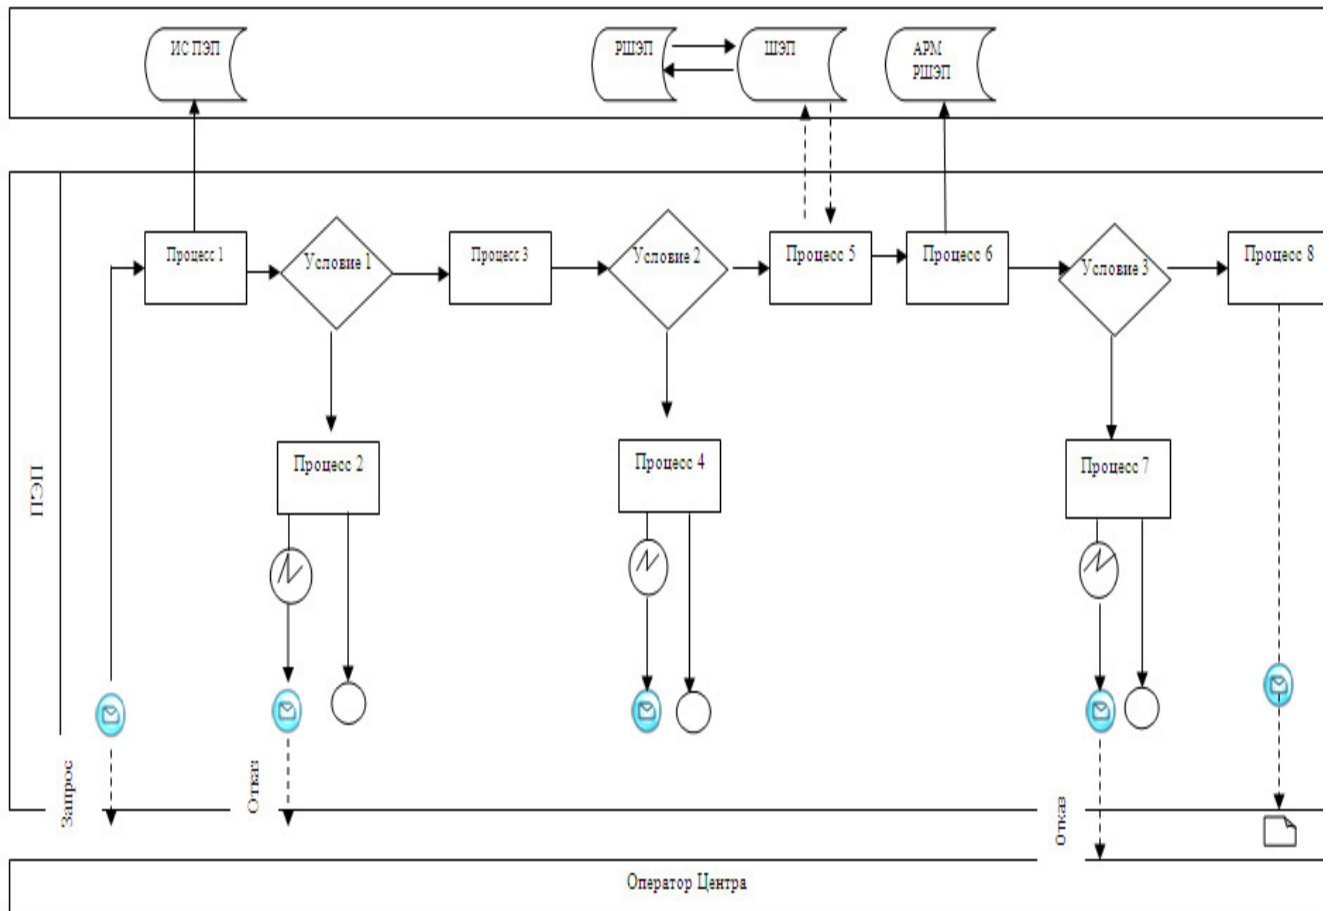 ИС ПЭП
РШЭП
ШЭП
АРМ
РШЭП
Процесс 1
Условие 1
Процесс 3
Условие 2
Процесс 5
Процесс 6
Условие 3
Процесс 8
Процесс 2
Процесс 4
Процесс 7
ПЭП
Запрос
Отказ
Отказ
Оператор Центра